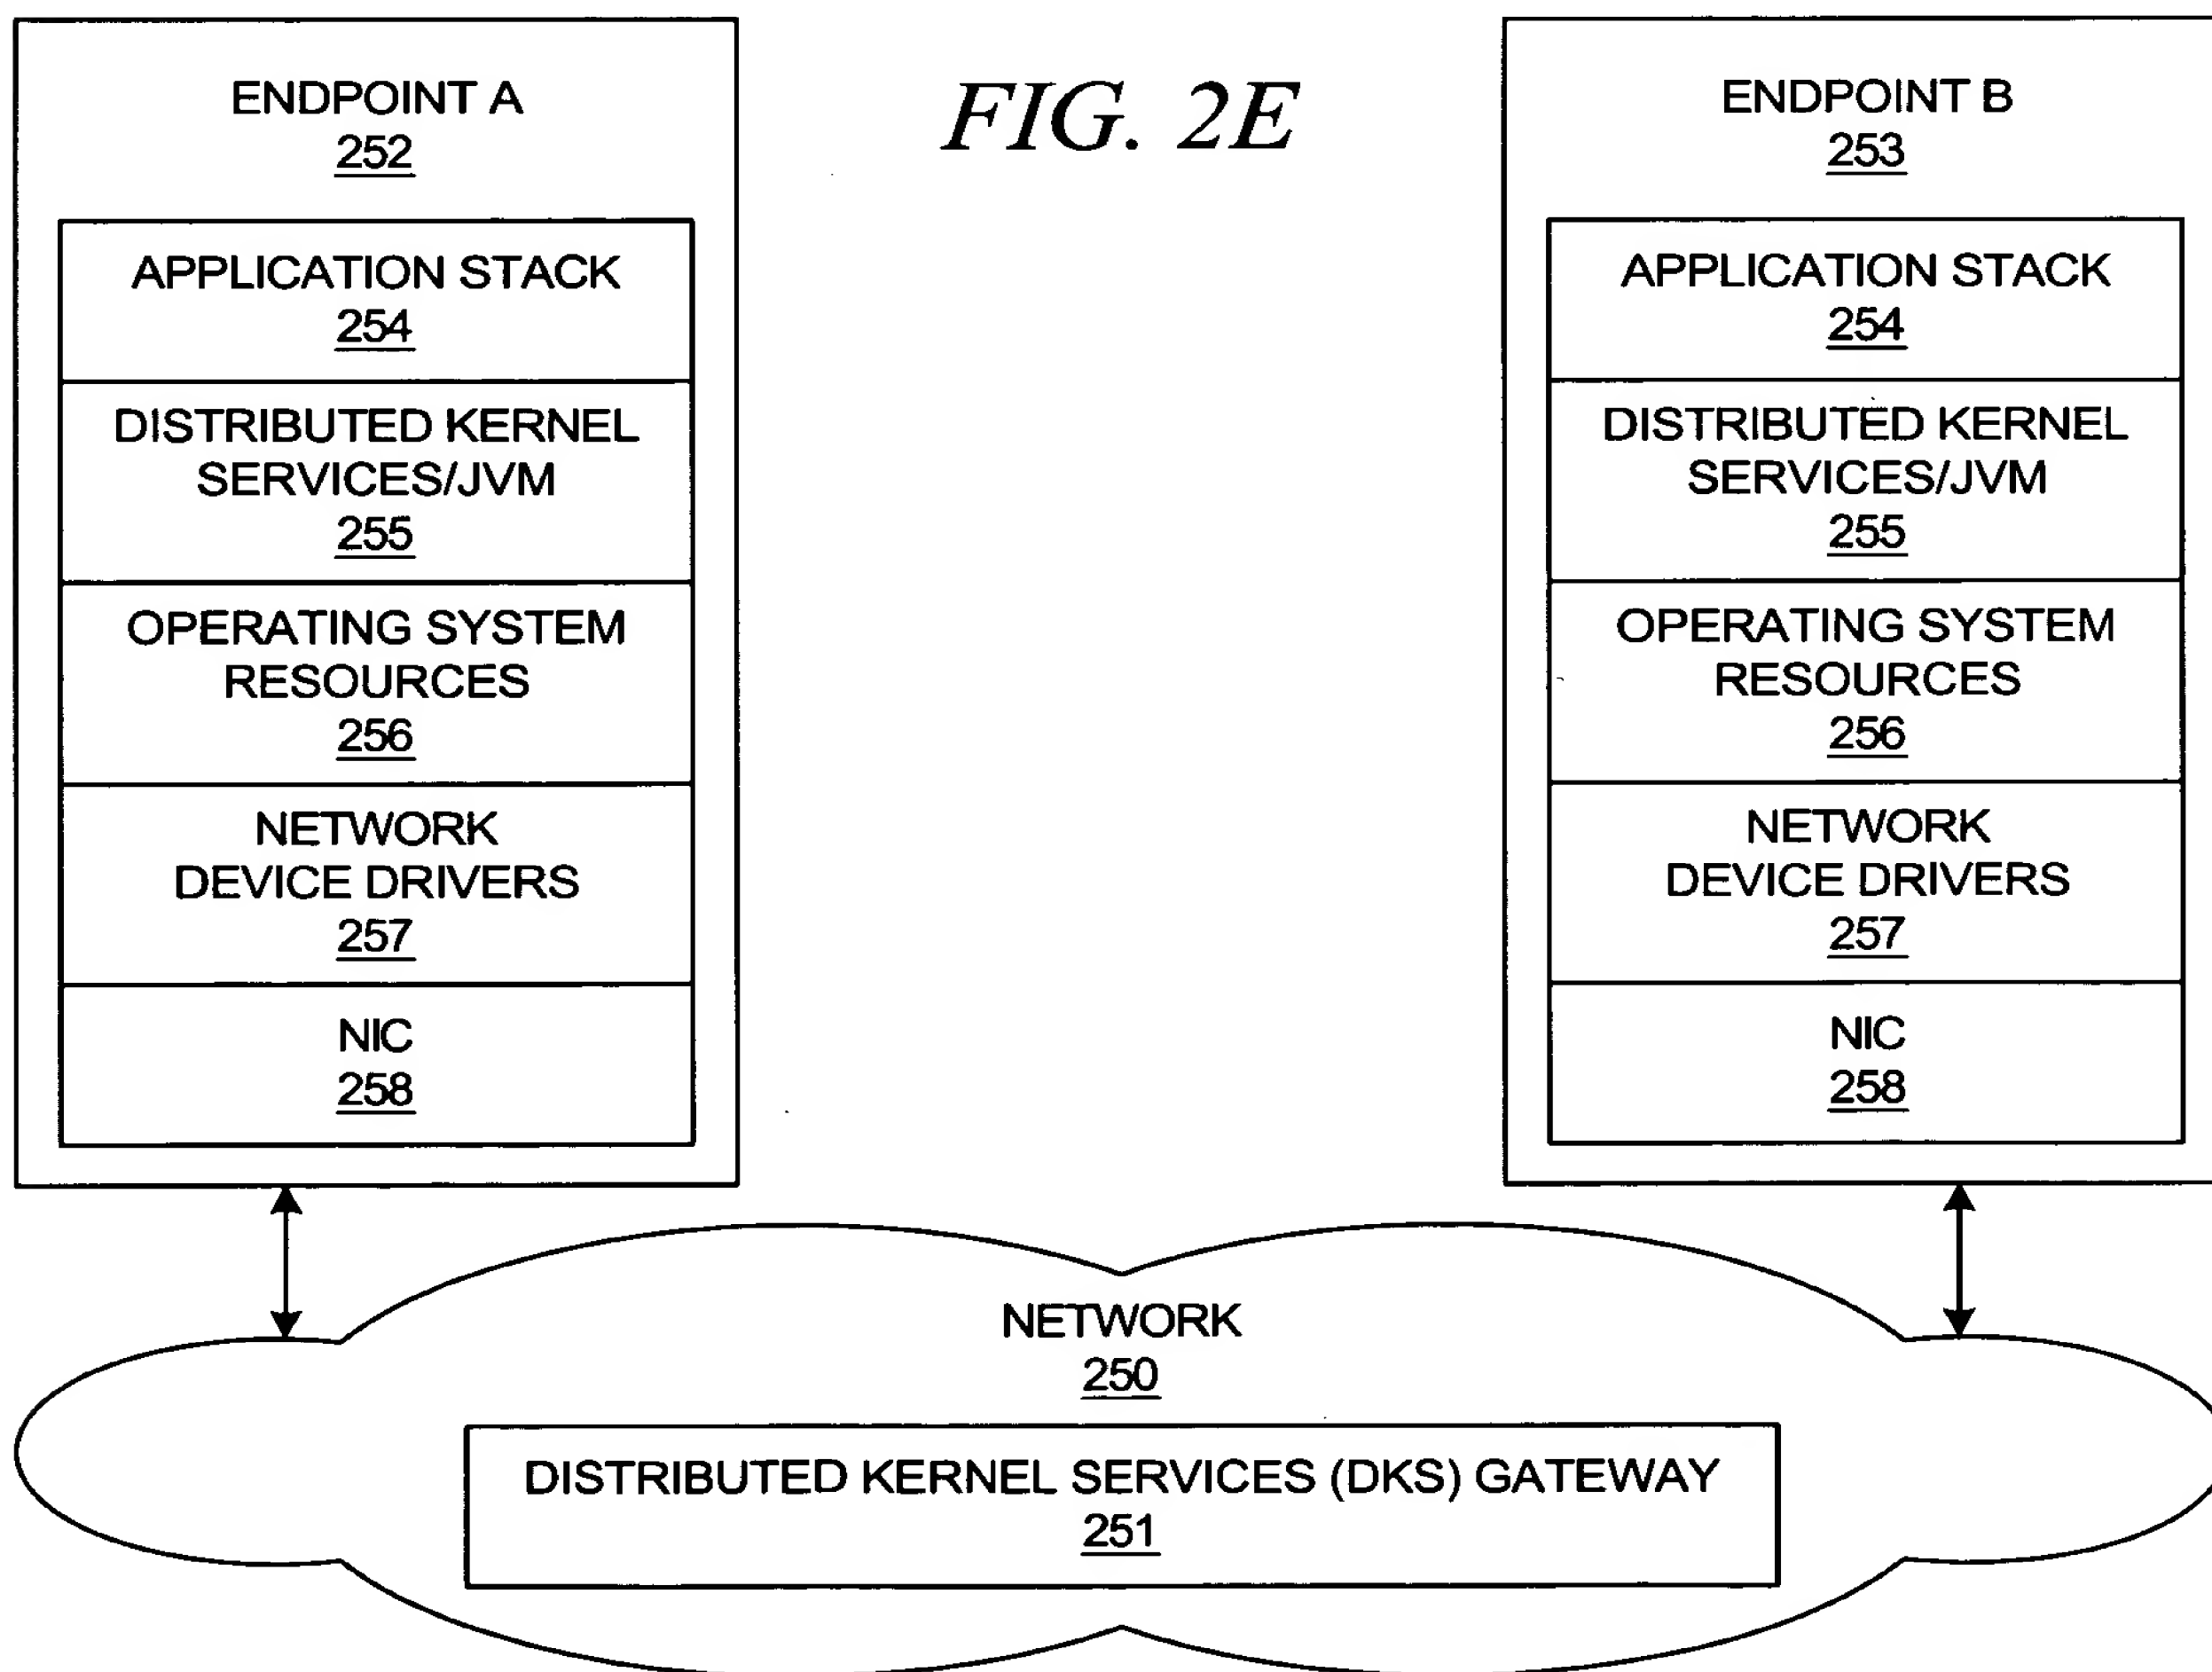 FIG. 2E
ENDPOINT A
252
APPLICATION STACK
254
DISTRIBUTED KERNEL
SERVICES/JVM
255
OPERATING SYSTEM
RESOURCES
256
NETWORK
DEVICE DRIVERS
257
NIC
258
ENDPOINT B
253
APPLICATION STACK
254
DISTRIBUTED KERNEL
SERVICES/JVM
255
OPERATING SYSTEM
RESOURCES
256
NETWORK
DEVICE DRIVERS
257
NIC
258
NETWORK
250
DISTRIBUTED KERNEL SERVICES (DKS) GATEWAY
251